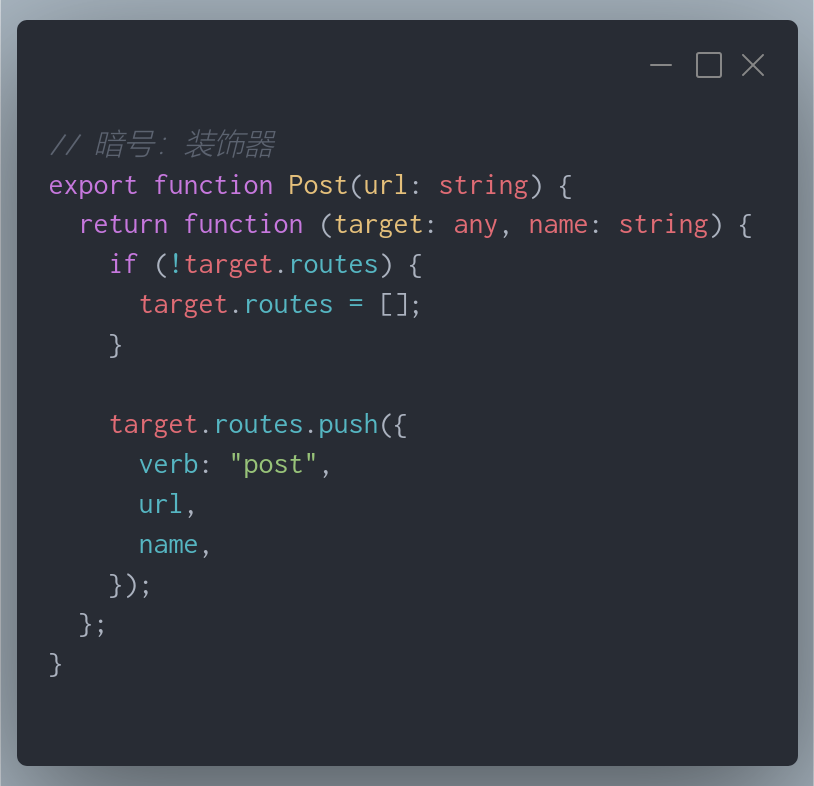 // 暗号：装饰器
export function Post(url: string) {
  return function (target: any, name: string) {
    if (!target.routes) {
      target.routes = [];
    }

    target.routes.push({
      verb: "post",
      url,
      name,
    });
  };
}